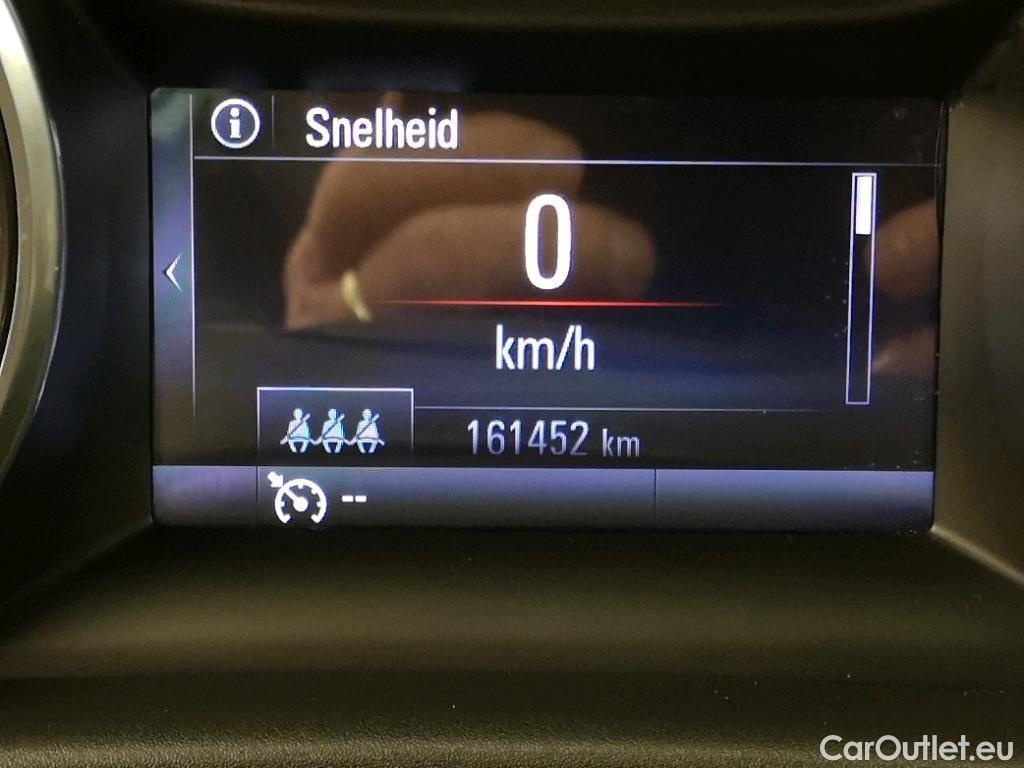 Snelheid
0
km/h
161452 km
--
CarOutlet.eu